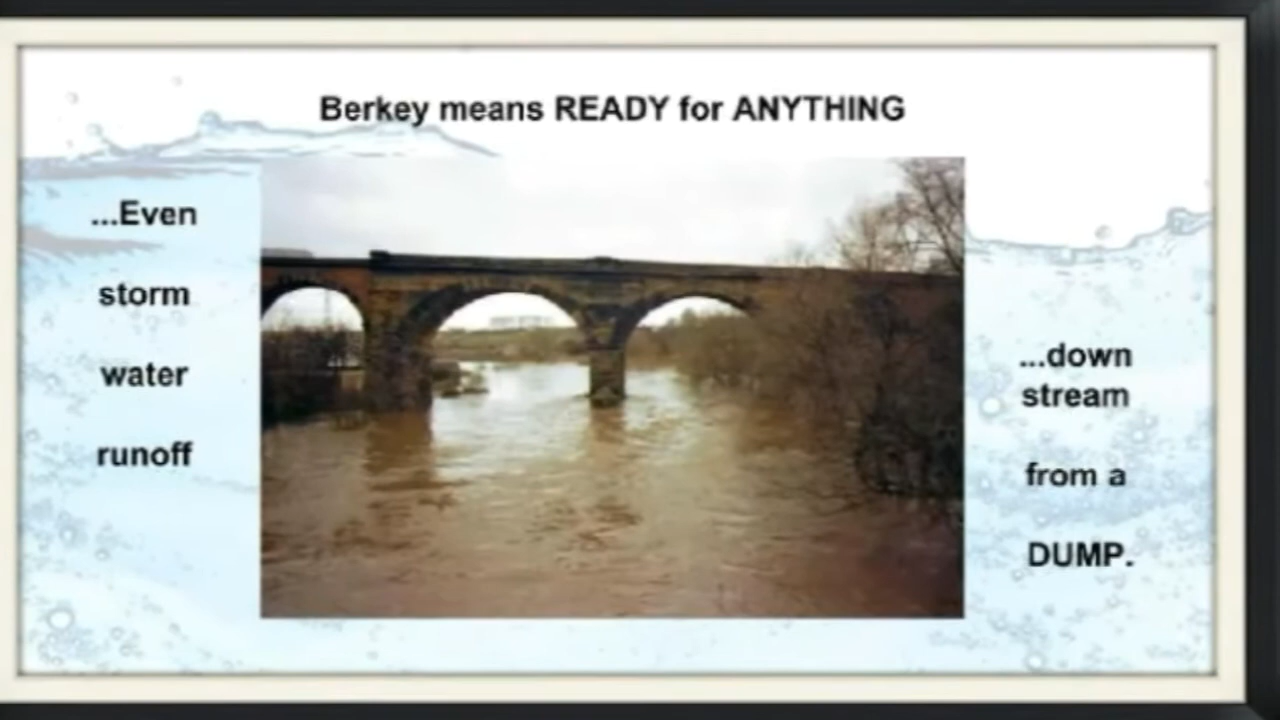 Berkey means READY for ANYTHING
...Even
storm
water
runoff
...down
stream
from a
DUMP.